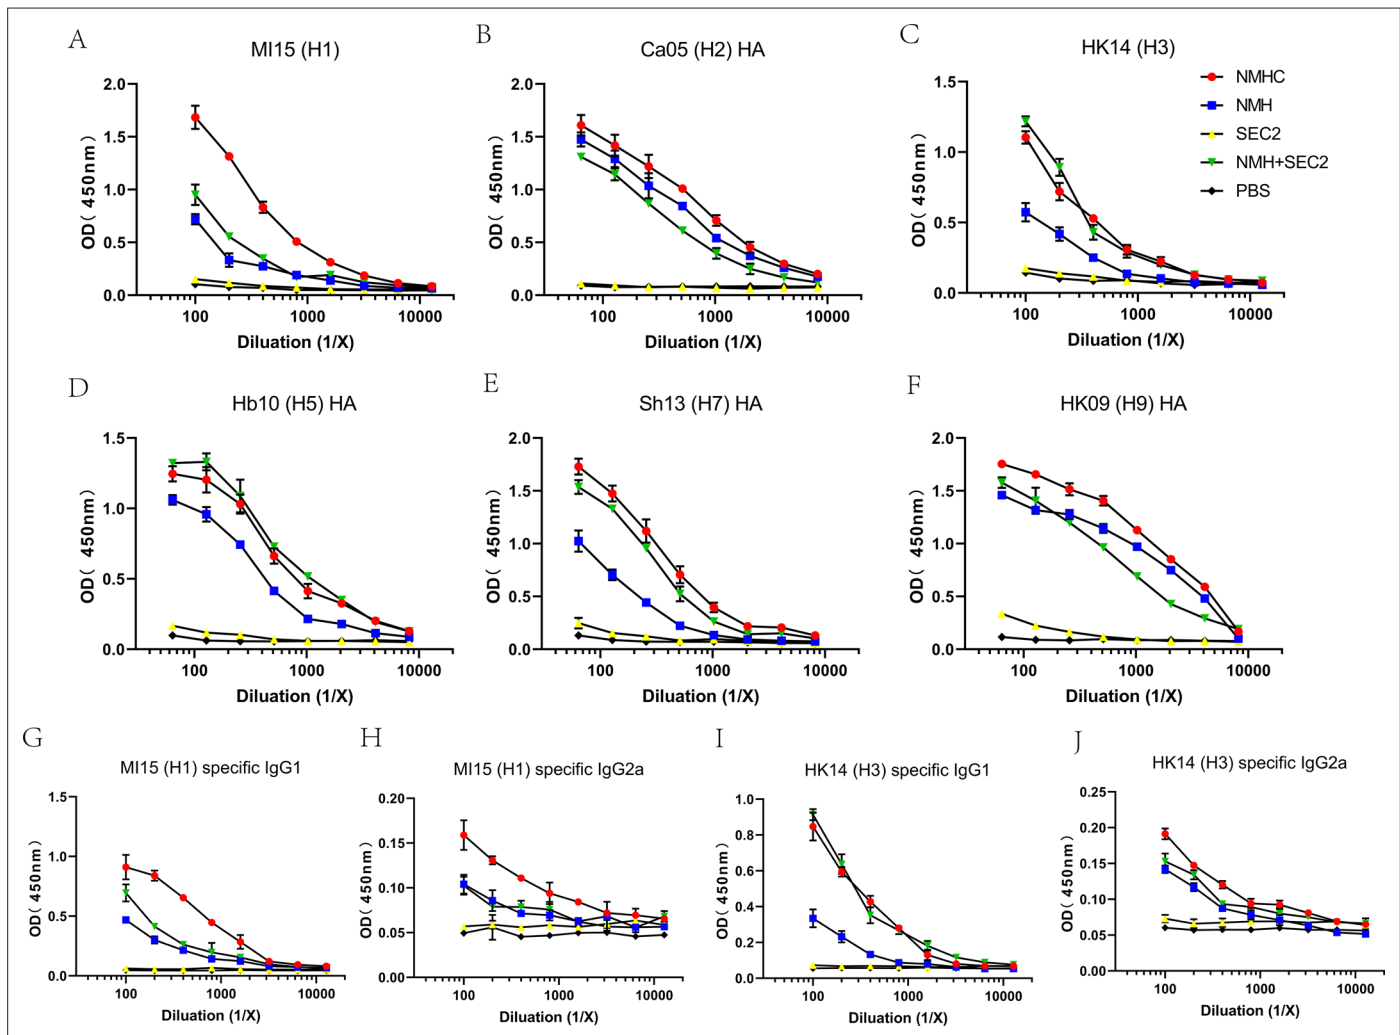 A
MI15 (H1)
2.0
1.5
1.0
0.5
0.0
OD( 450nm)
100 1000 10000
Diluation (1/X)
B
Ca05 (H2) HA
2.0
1.5
1.0
0.5
0.0
OD( 450nm)
100 1000 10000
Diluation (1/X)
C
HK14 (H3)
1.5
1.0
0.5
0.0
OD( 450nm)
100 1000 10000
Diluation (1/X)
NMHC
NMH
SEC2
NMH+SEC2
PBS
D
Hb10 (H5) HA
1.5
1.0
0.5
0.0
OD( 450nm)
100 1000 10000
Diluation (1/X)
E
Sh13 (H7) HA
2.0
1.5
1.0
0.5
0.0
OD( 450nm)
100 1000 10000
Diluation (1/X)
F
HK09 (H9) HA
2.0
1.5
1.0
0.5
0.0
OD( 450nm)
100 1000 10000
Diluation (1/X)
G
MI15 (H1) specific IgG1
1.5
1.0
0.5
0.0
OD( 450nm)
100 1000 10000
Diluation (1/X)
H
MI15 (H1) specific IgG2a
0.20
0.15
0.10
0.05
0.00
OD( 450nm)
100 1000 10000
Diluation (1/X)
I
HK14 (H3) specific IgG1
1.0
0.8
0.6
0.4
0.2
0.0
OD( 450nm)
100 1000 10000
Diluation (1/X)
J
HK14 (H3) specific IgG2a
0.25
0.20
0.15
0.10
0.05
0.00
OD( 450nm)
100 1000 10000
Diluation (1/X)